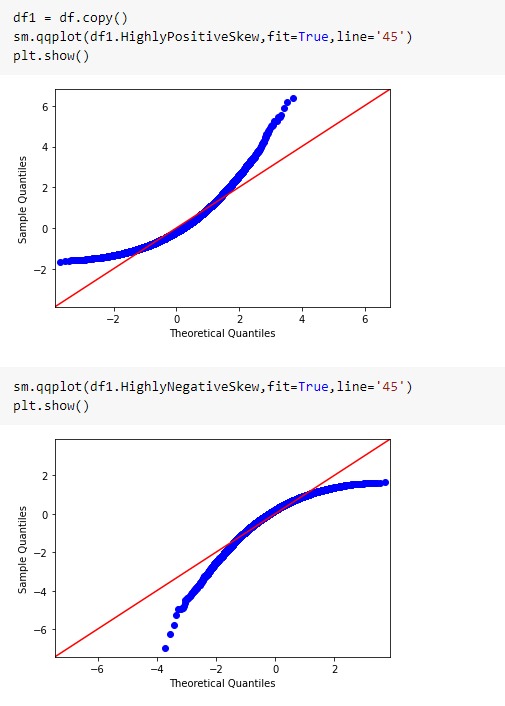 df1 = df.copy()
sm.qqplot(df1.HighlyPositiveSkew,fit=True,line='45')
plt.show()
6
4
2
0
−2
Sample Quantiles
−2 0 2 4 6
Theoretical Quantiles
sm.qqplot(df1.HighlyNegativeSkew,fit=True,line='45')
plt.show()
2
0
−2
−4
−6
Sample Quantiles
−6 −4 −2 0 2
Theoretical Quantiles